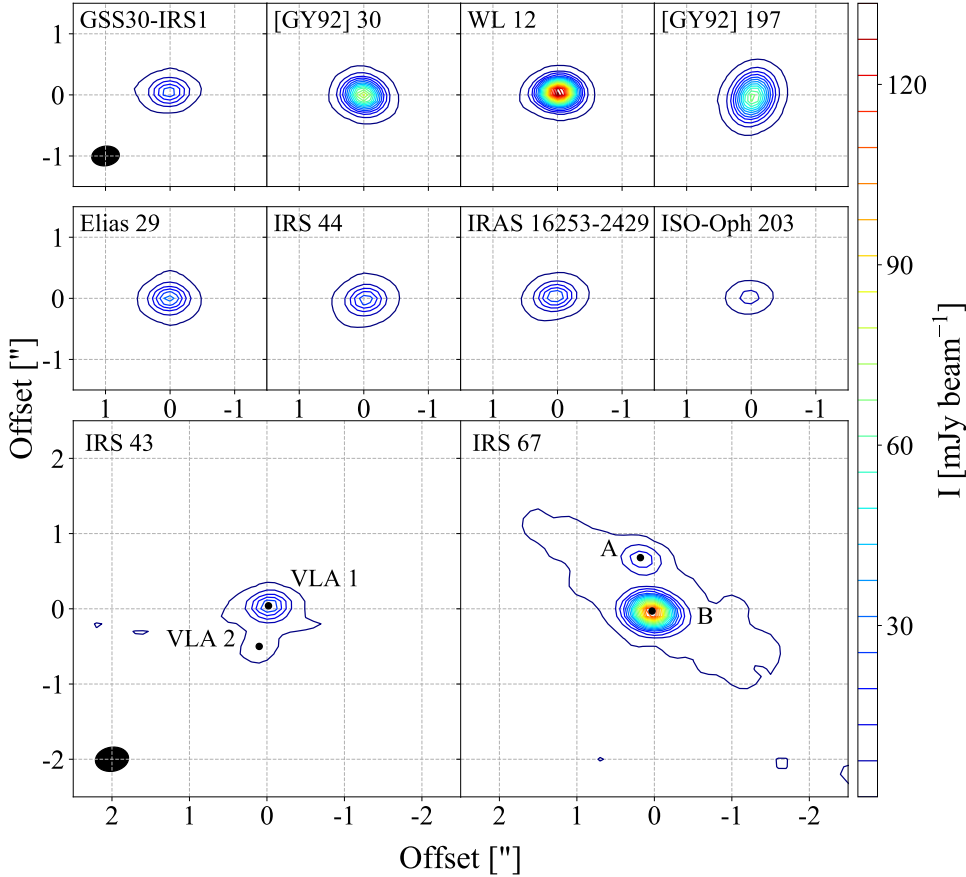 GSS30-IRS1 [GY92] 30 WL 12 [GY92] 197
1
0
-1
120
Elias 29 IRS 44 IRAS 16253-2429 ISO-Oph 203
1
0
-1
90
1 0 -1 1 0 -1 1 0 -1 1 0 -1
Offset ["]
I [mJy beam−1]
60
IRS 43 IRS 67
2
1
0
-1
-2
A
VLA 1
B
VLA 2
30
2 1 0 -1 -2 2 1 0 -1 -2
Offset ["]